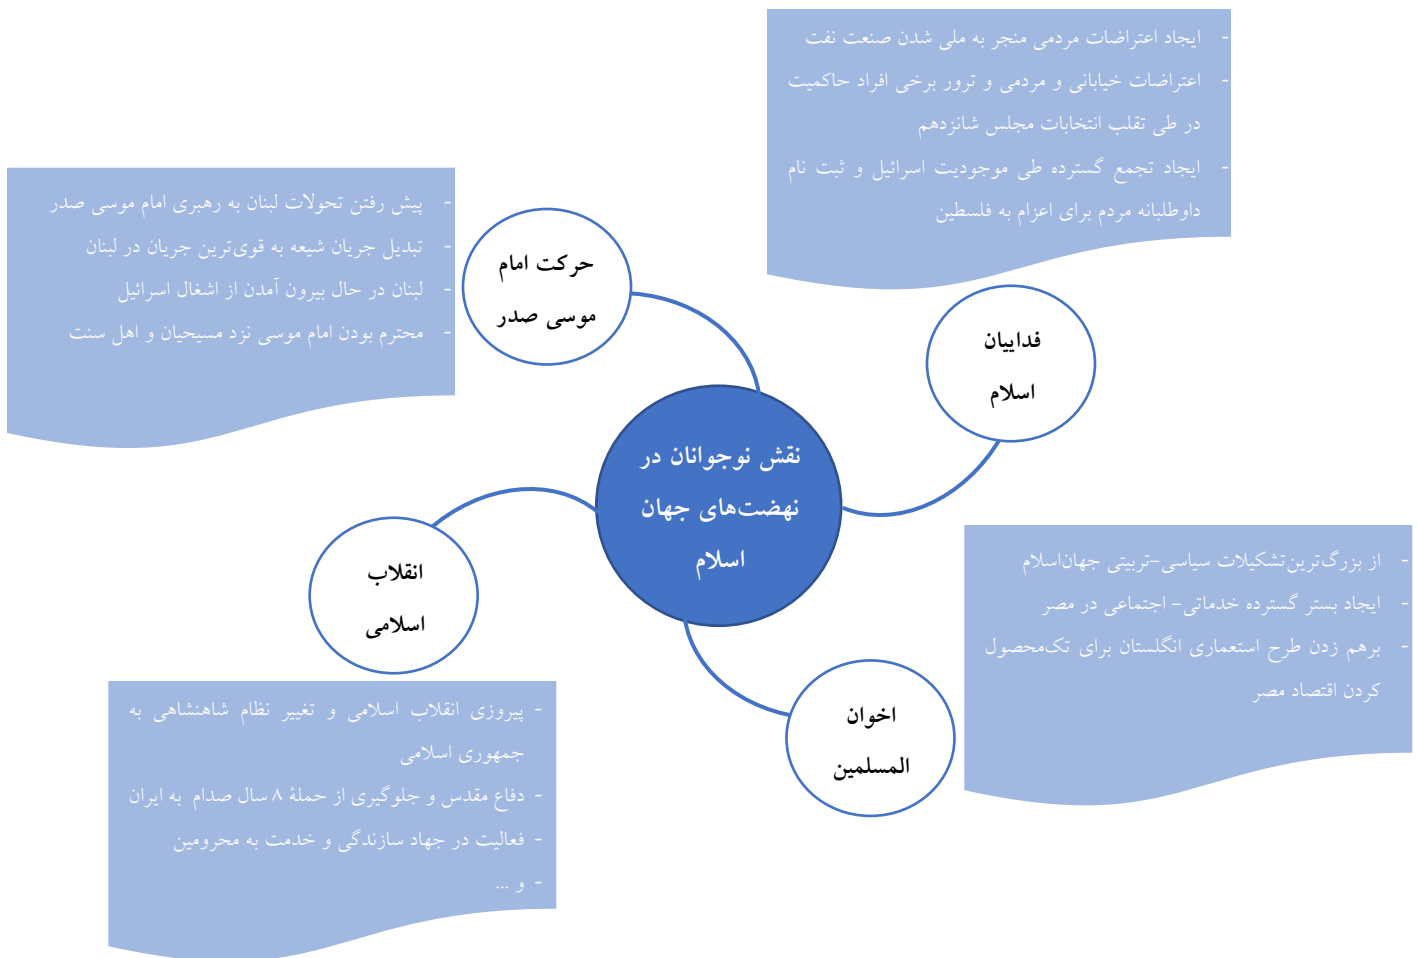 نقش نوجوانان در
نهضت‌های جهان
اسلام
فداییان
اسلام
- ایجاد اعتراضات مردمی منجر به ملی شدن صنعت نفت
- اعتراضات خیابانی و مردمی و ترور برخی افراد حاکمیت
در طی تقلب انتخابات مجلس شانزدهم
- ایجاد تجمع گسترده طی موجودیت اسرائیل و ثبت نام
داوطلبانه مردم برای اعزام به فلسطین
حرکت امام
موسی صدر
- پیش رفتن تحولات لبنان به رهبری امام موسی صدر
- تبدیل جریان شیعه به قوی‌ترین جریان در لبنان
- لبنان در حال بیرون آمدن از اشغال اسرائیل
- محترم بودن امام موسی نزد مسیحیان و اهل سنت
اخوان
المسلمین
- از بزرگ‌ترین تشکیلات سیاسی-تربیتی جهان‌اسلام
- ایجاد بستر گسترده خدماتی- اجتماعی در مصر
- برهم زدن طرح استعماری انگلستان برای تک‌محصول
کردن اقتصاد مصر
انقلاب
اسلامی
- پیروزی انقلاب اسلامی و تغییر نظام شاهنشاهی به
جمهوری اسلامی
- دفاع مقدس و جلوگیری از حملهٔ ۸ سال صدام به ایران
- فعالیت در جهاد سازندگی و خدمت به محرومین
- و ...